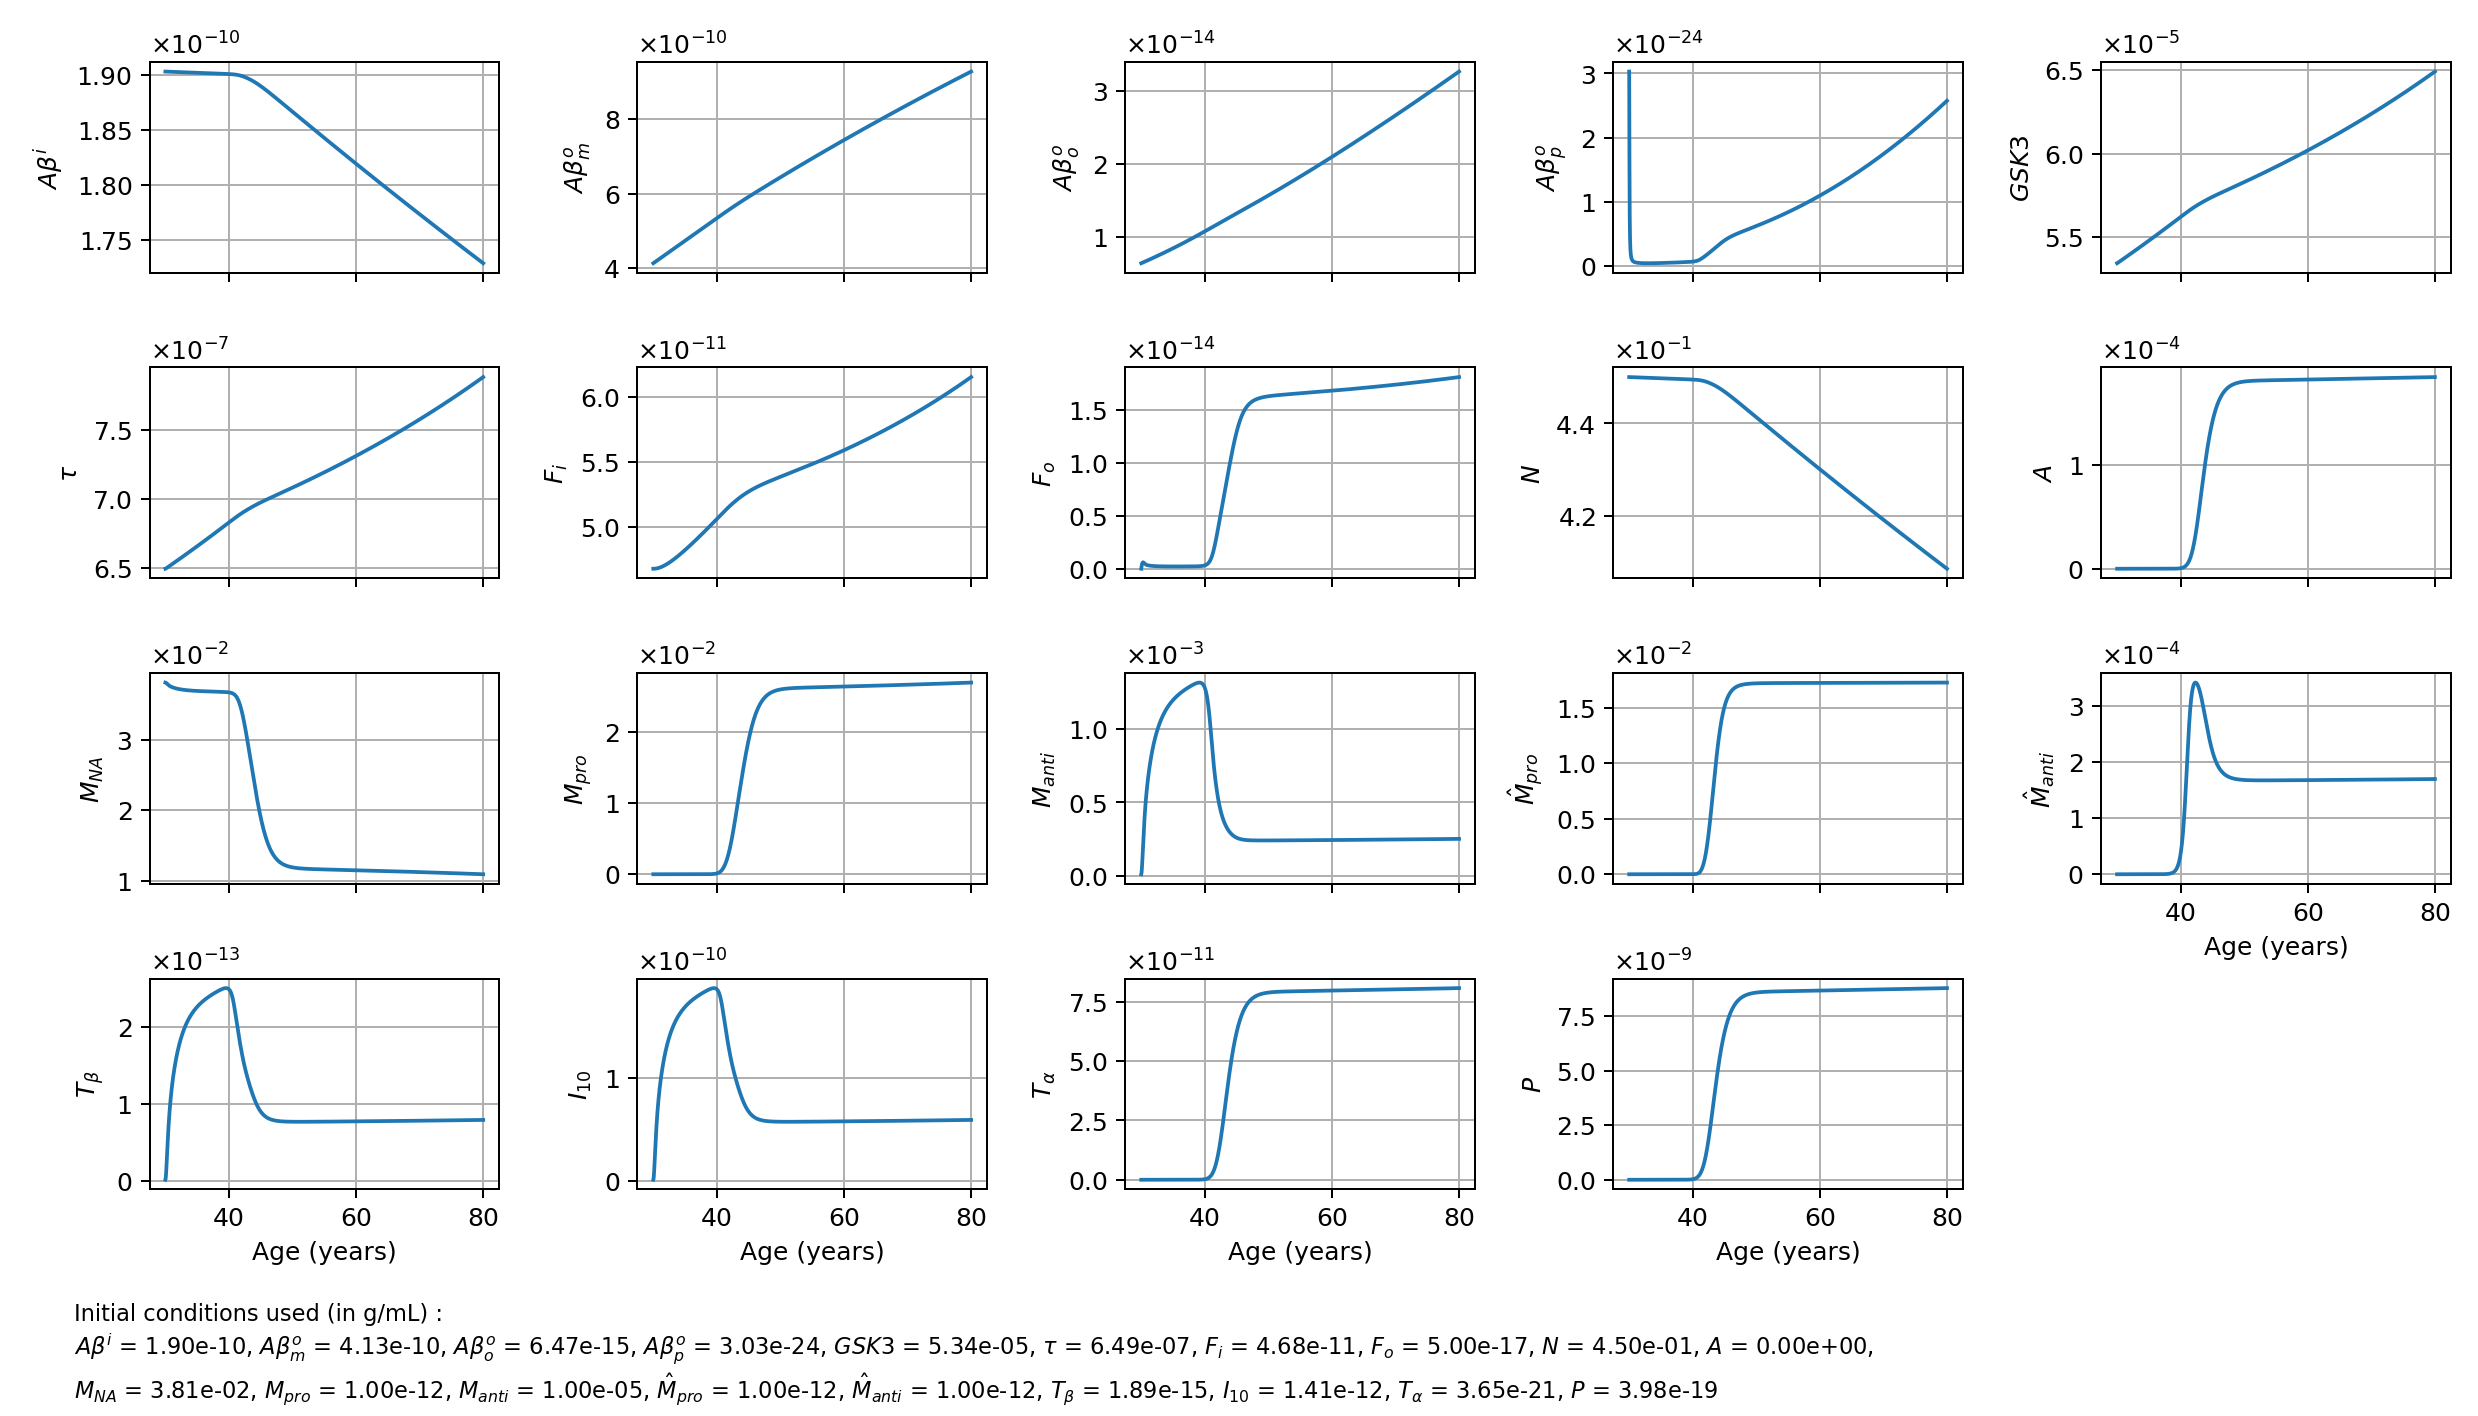 ×10⁻¹⁰ ×10⁻¹⁰ ×10⁻¹⁴ ×10⁻²⁴ ×10⁻⁵
Aβⁱ
1.90
1.85
1.80
1.75
Aβₘᵒ
8
6
4
Aβₒᵒ
3
2
1
Aβₚᵒ
3
2
1
0
GSK3
6.5
6.0
5.5
×10⁻⁷ ×10⁻¹¹ ×10⁻¹⁴ ×10⁻¹ ×10⁻⁴
τ
7.5
7.0
6.5
Fᵢ
6.0
5.5
5.0
Fₒ
1.5
1.0
0.5
0.0
N
4.4
4.2
A
1
0
×10⁻² ×10⁻² ×10⁻³ ×10⁻² ×10⁻⁴
M_NA
3
2
1
M_pro
2
1
0
M_anti
1.0
0.5
0.0
M̂_pro
1.5
1.0
0.5
0.0
M̂_anti
3
2
1
0
40 60 80
Age (years)
×10⁻¹³ ×10⁻¹⁰ ×10⁻¹¹ ×10⁻⁹
T_β
2
1
0
40 60 80
Age (years)
I₁₀
1
0
40 60 80
Age (years)
T_α
7.5
5.0
2.5
0.0
40 60 80
Age (years)
P
7.5
5.0
2.5
0.0
40 60 80
Age (years)
Initial conditions used (in g/mL) :
Aβⁱ = 1.90e-10, Aβₘᵒ = 4.13e-10, Aβₒᵒ = 6.47e-15, Aβₚᵒ = 3.03e-24, GSK3 = 5.34e-05, τ = 6.49e-07, Fᵢ = 4.68e-11, Fₒ = 5.00e-17, N = 4.50e-01, A = 0.00e+00,
M_NA = 3.81e-02, M_pro = 1.00e-12, M_anti = 1.00e-05, M̂_pro = 1.00e-12, M̂_anti = 1.00e-12, T_β = 1.89e-15, I₁₀ = 1.41e-12, T_α = 3.65e-21, P = 3.98e-19